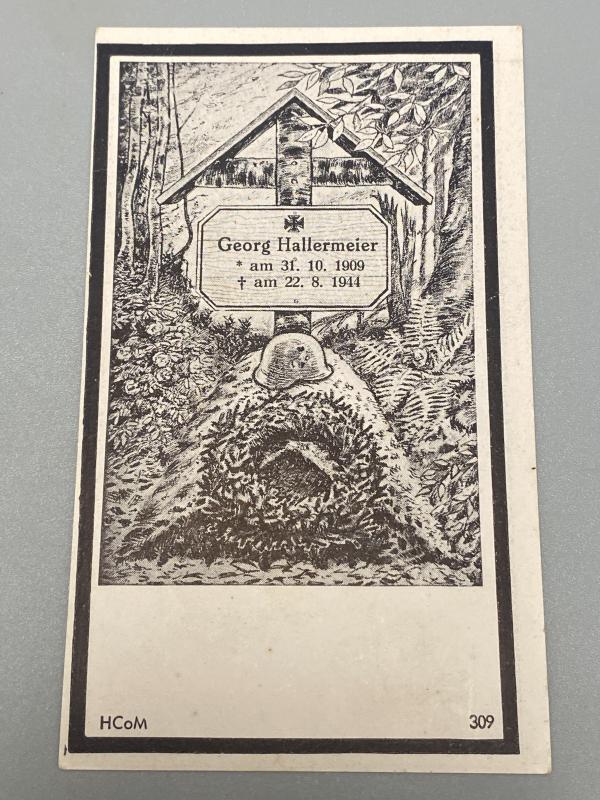 Georg Hallermeier
* am 31. 10. 1909
† am 22. 8. 1944
G
HCoM
309